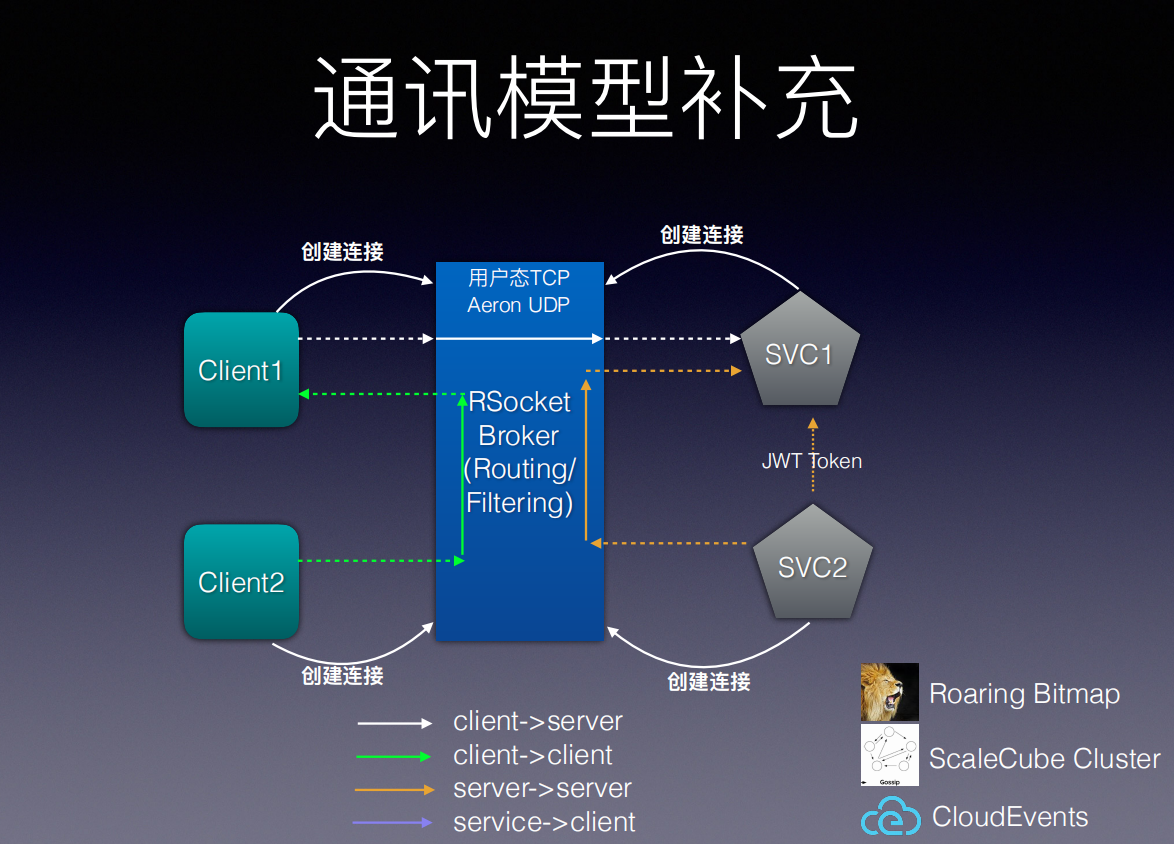 通讯模型补充
创建连接
创建连接
用户态TCP
Aeron UDP
Client1
SVC1
RSocket
Broker
(Routing/
Filtering)
JWT Token
Client2
SVC2
创建连接
创建连接
client->server
client->client
server->server
service->client
Roaring Bitmap
Gossip
ScaleCube Cluster
CloudEvents